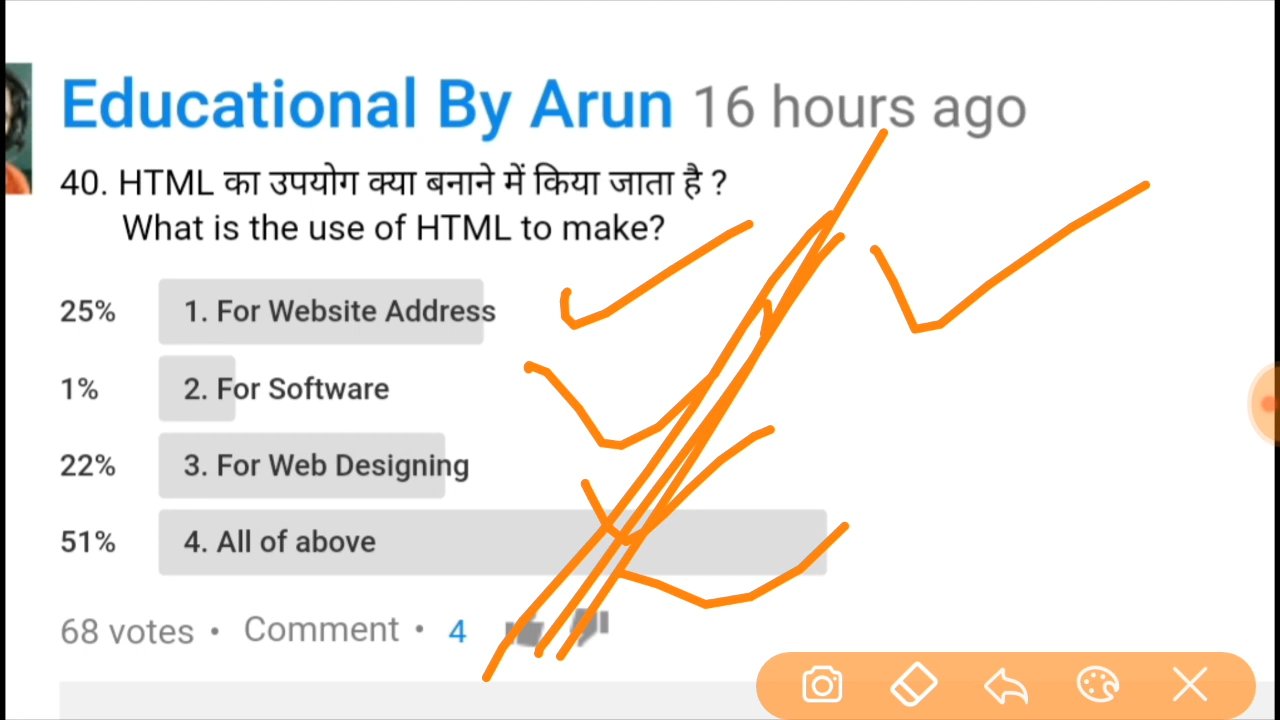 Educational By Arun 16 hours ago
40. HTML का उपयोग क्या बनाने में किया जाता है ?
What is the use of HTML to make?
25% 1. For Website Address
1% 2. For Software
22% 3. For Web Designing
51% 4. All of above
68 votes • Comment • 4